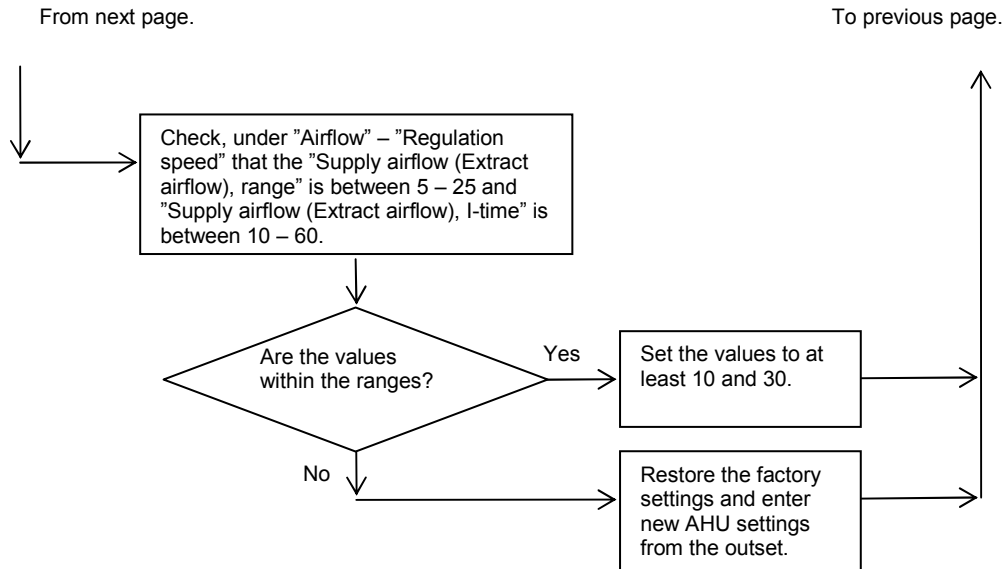 From next page.
To previous page.
Check, under ”Airflow” – ”Regulation
speed” that the ”Supply airflow (Extract
airflow), range” is between 5 – 25 and
”Supply airflow (Extract airflow), I-time” is
between 10 – 60.
Are the values
within the ranges?
Yes
Set the values to at
least 10 and 30.
No
Restore the factory
settings and enter
new AHU settings
from the outset.